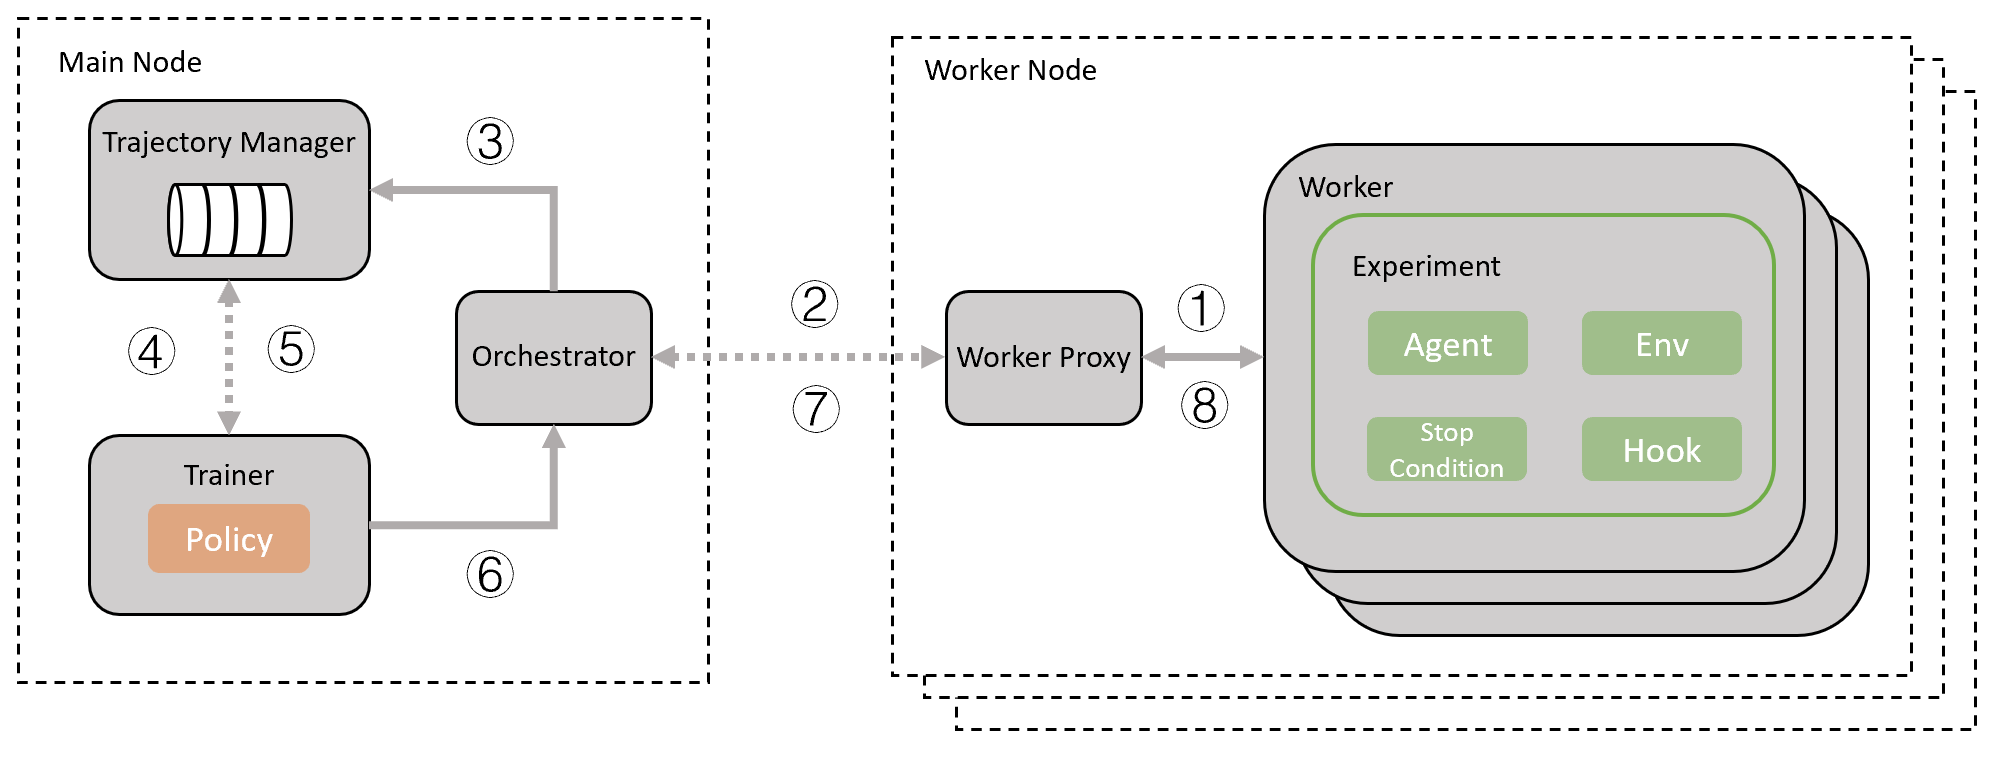 Main Node
Trajectory Manager
③
④
⑤
Orchestrator
Trainer
Policy
⑥
②
⑦
Worker Node
Worker Proxy
①
⑧
Worker
Experiment
Agent
Env
Stop
Condition
Hook